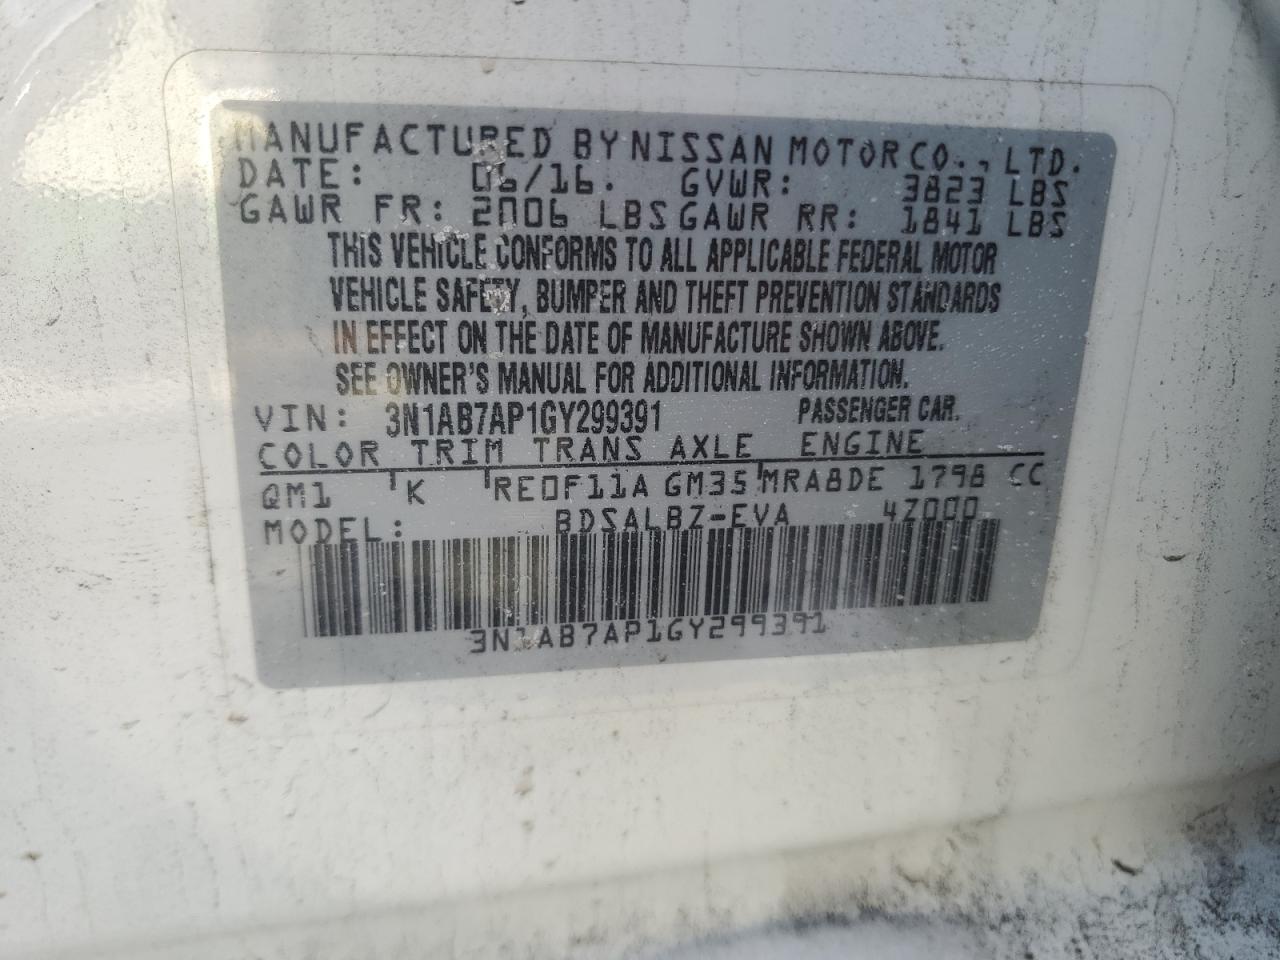 MANUFACTURED BY NISSAN MOTOR CO., LTD.
DATE: 06/16. GVWR: 3823 LBS
GAWR FR: 2006 LBS GAWR RR: 1841 LBS
THIS VEHICLE CONFORMS TO ALL APPLICABLE FEDERAL MOTOR
VEHICLE SAFETY, BUMPER AND THEFT PREVENTION STANDARDS
IN EFFECT ON THE DATE OF MANUFACTURE SHOWN ABOVE.
SEE OWNER'S MANUAL FOR ADDITIONAL INFORMATION.
VIN: 3N1AB7AP1GY299391 PASSENGER CAR.
COLOR TRIM TRANS AXLE ENGINE
QM1 K RE0F11A GM35 MRA8DE 1798 CC
MODEL: BDSALBZ-EVA 4Z000
3N1AB7AP1GY299391